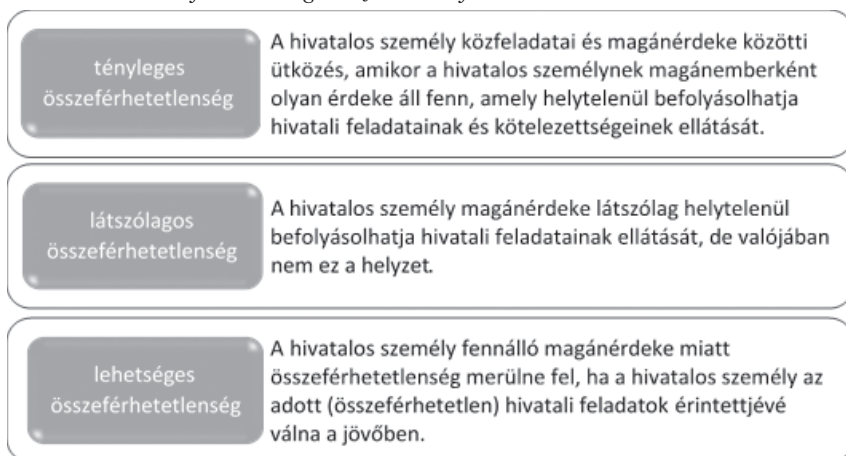 tényleges
összeférhetetlenség
A hivatalos személy közfeladatai és magánérdeke közötti
ütközés, amikor a hivatalos személynek magánemberként
olyan érdeke áll fenn, amely helytelenül befolyásolhatja
hivatali feladatainak és kötelezettségeinek ellátását.
látszólagos
összeférhetetlenség
A hivatalos személy magánérdeke látszólag helytelenül
befolyásolhatja hivatali feladatainak ellátását, de valójában
nem ez a helyzet.
lehetséges
összeférhetetlenség
A hivatalos személy fennálló magánérdeke miatt
összeférhetetlenség merülne fel, ha a hivatalos személy az
adott (összeférhetetlen) hivatali feladatok érintettjévé
válna a jövőben.